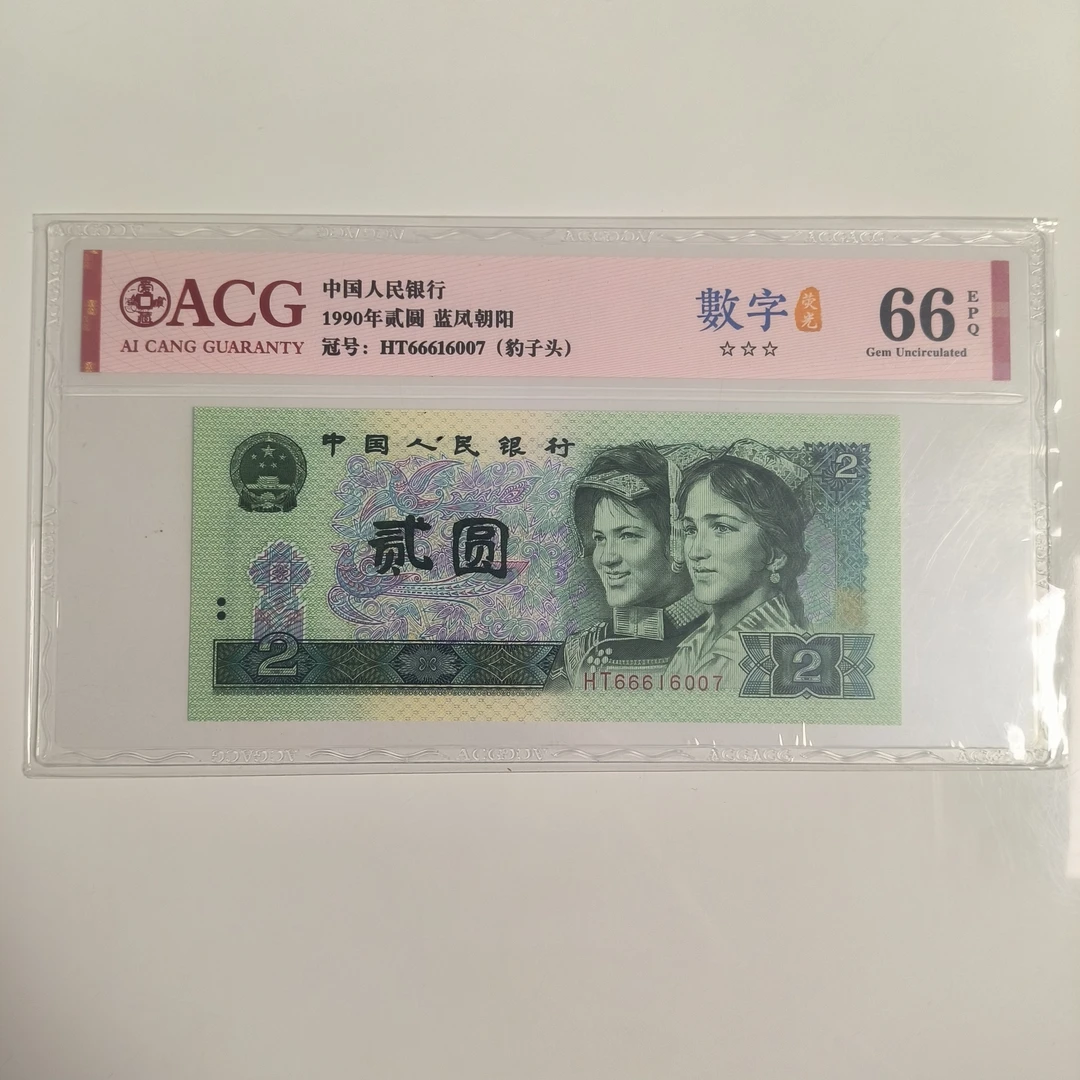 ACG
AI CANG GUARANTY
中国人民银行
1990年贰圆 蓝凤朝阳
冠号：HT66616007（豹子头）
數字
荧光
☆☆☆
66
EPQ
Gem Uncirculated
中国人民银行
贰圆
2
2
2
HT66616007